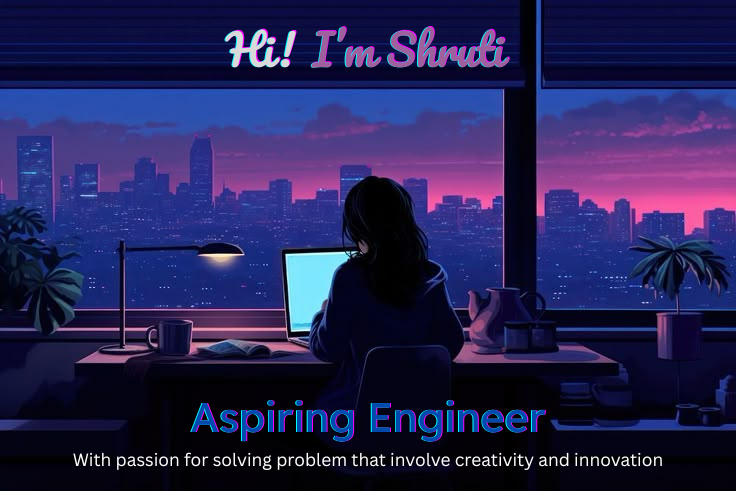 Hi! I'm Shruti
Aspiring Engineer
With passion for solving problem that involve creativity and innovation